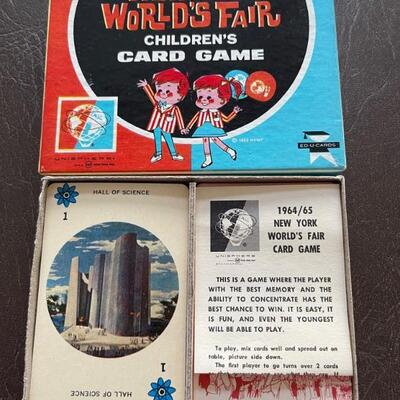 WORLD'S FAIR
CHILDREN'S
CARD GAME
UNISPHERE
ED-U-CARDS
1
HALL OF SCIENCE
1
HALL OF SCIENCE
UNISPHERE
1964/65
NEW YORK
WORLD'S FAIR
CARD GAME
THIS IS A GAME WHERE THE PLAYER
WITH THE BEST MEMORY AND THE
ABILITY TO CONCENTRATE HAS THE
BEST CHANCE TO WIN. IT IS EASY, IT
IS FUN, AND EVEN THE YOUNGEST
WILL BE ABLE TO PLAY.
To play, mix cards well and spread out on
table, picture side down.
The first player to go turns over 2 cards